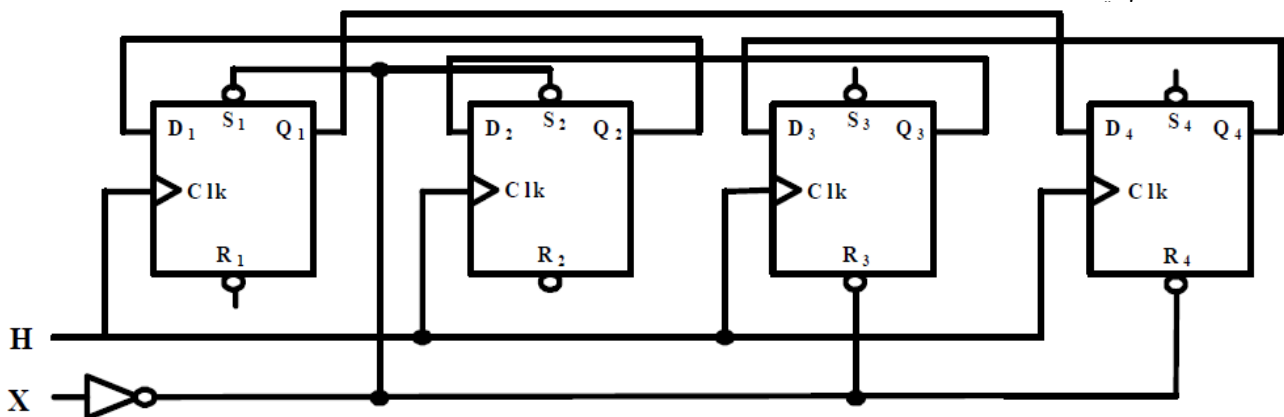 D1 S1 Q1
Clk
R1
D2 S2 Q2
Clk
R2
D3 S3 Q3
Clk
R3
D4 S4 Q4
Clk
R4
H
X